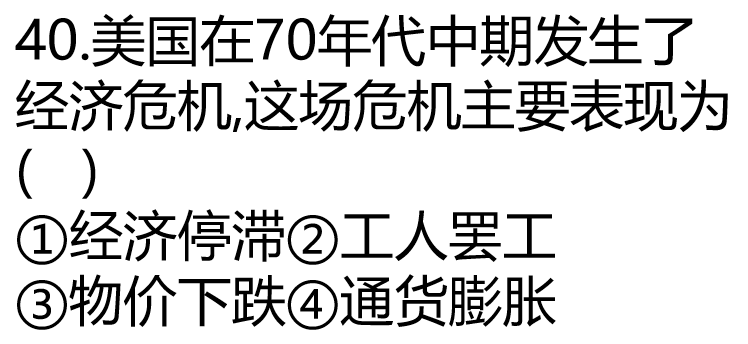 40.美国在70年代中期发生了
经济危机,这场危机主要表现为
(   )
①经济停滞②工人罢工
③物价下跌④通货膨胀